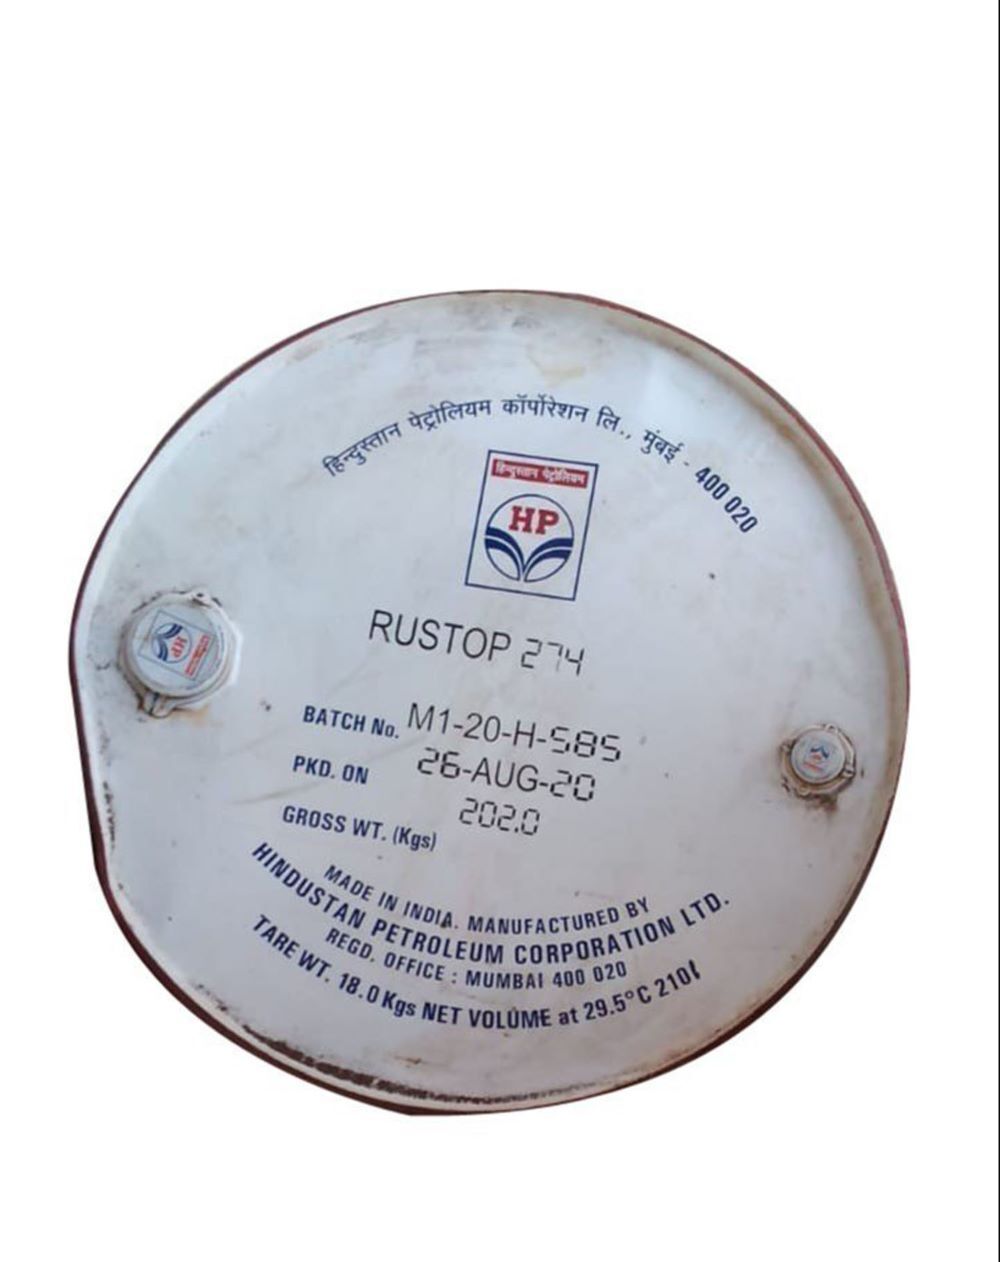 हिन्दुस्तान पेट्रोलियम कॉर्पोरेशन लि., मुंबई - 400 020
हिन्दुस्तान पेट्रोलियम
HP
RUSTOP 274
BATCH No. M1-20-H-585
PKD. ON 26-AUG-20
GROSS WT. (Kgs) 202.0
MADE IN INDIA. MANUFACTURED BY
HINDUSTAN PETROLEUM CORPORATION LTD.
REGD. OFFICE : MUMBAI 400 020
TARE WT. 18.0 Kgs NET VOLUME at 29.5°C 210ℓ
HP